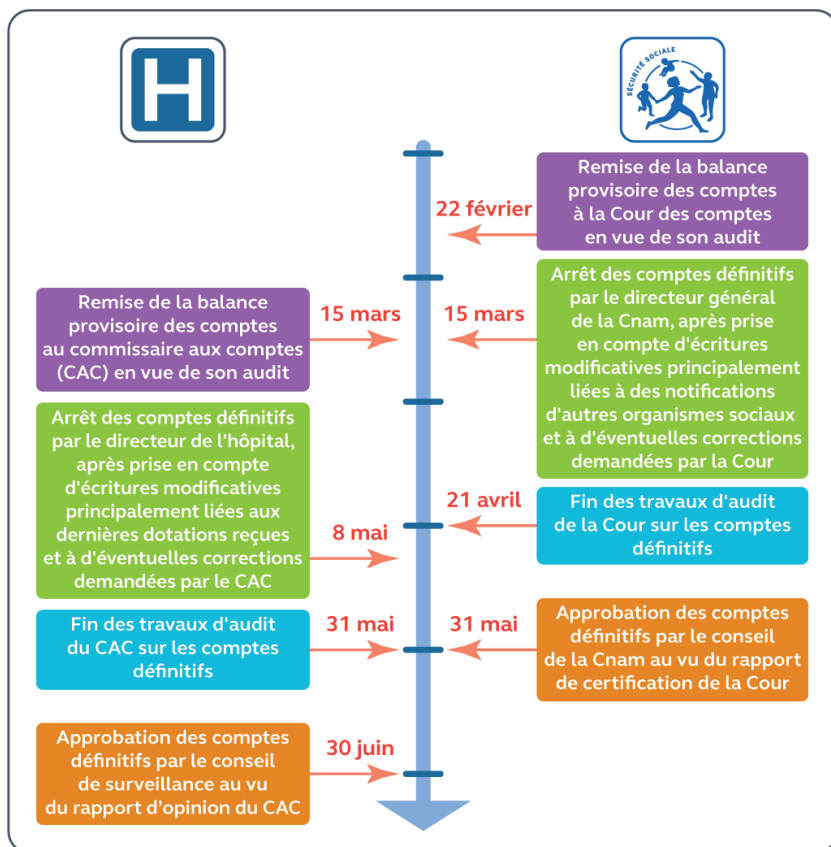 H
SÉCURITÉ SOCIALE
22 février
Remise de la balance
provisoire des comptes
à la Cour des comptes
en vue de son audit
Remise de la balance
provisoire des comptes
au commissaire aux comptes
(CAC) en vue de son audit
15 mars
15 mars
Arrêt des comptes définitifs
par le directeur général
de la Cnam, après prise
en compte d'écritures
modificatives principalement
liées à des notifications
d'autres organismes sociaux
et à d'éventuelles corrections
demandées par la Cour
Arrêt des comptes définitifs
par le directeur de l'hôpital,
après prise en compte
d'écritures modificatives
principalement liées aux
dernières dotations reçues
et à d'éventuelles corrections
demandées par le CAC
8 mai
21 avril
Fin des travaux d'audit
de la Cour sur les comptes
définitifs
Fin des travaux d'audit
du CAC sur les comptes
définitifs
31 mai
31 mai
Approbation des comptes
définitifs par le conseil
de la Cnam au vu du rapport
de certification de la Cour
Approbation des comptes
définitifs par le conseil
de surveillance au vu
du rapport d’opinion du CAC
30 juin